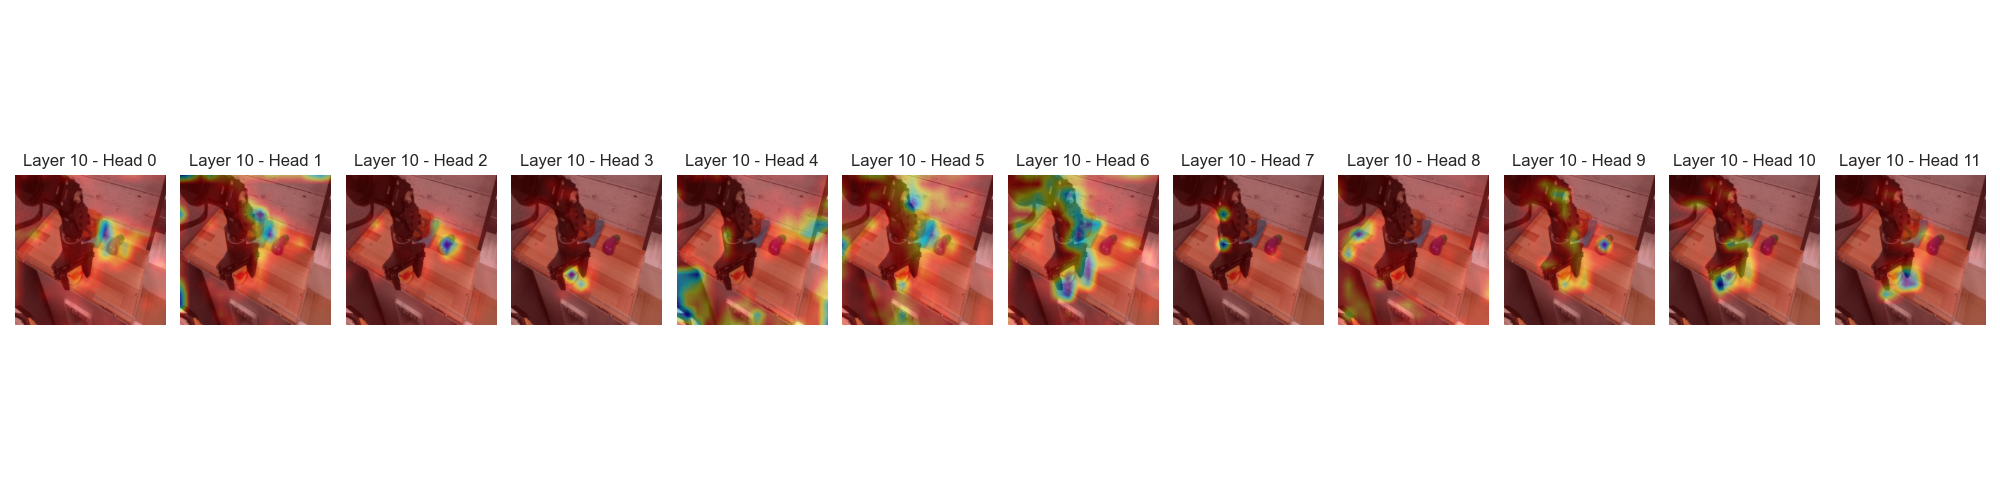 Layer 10 - Head 0
Layer 10 - Head 1
Layer 10 - Head 2
Layer 10 - Head 3
Layer 10 - Head 4
Layer 10 - Head 5
Layer 10 - Head 6
Layer 10 - Head 7
Layer 10 - Head 8
Layer 10 - Head 9
Layer 10 - Head 10
Layer 10 - Head 11